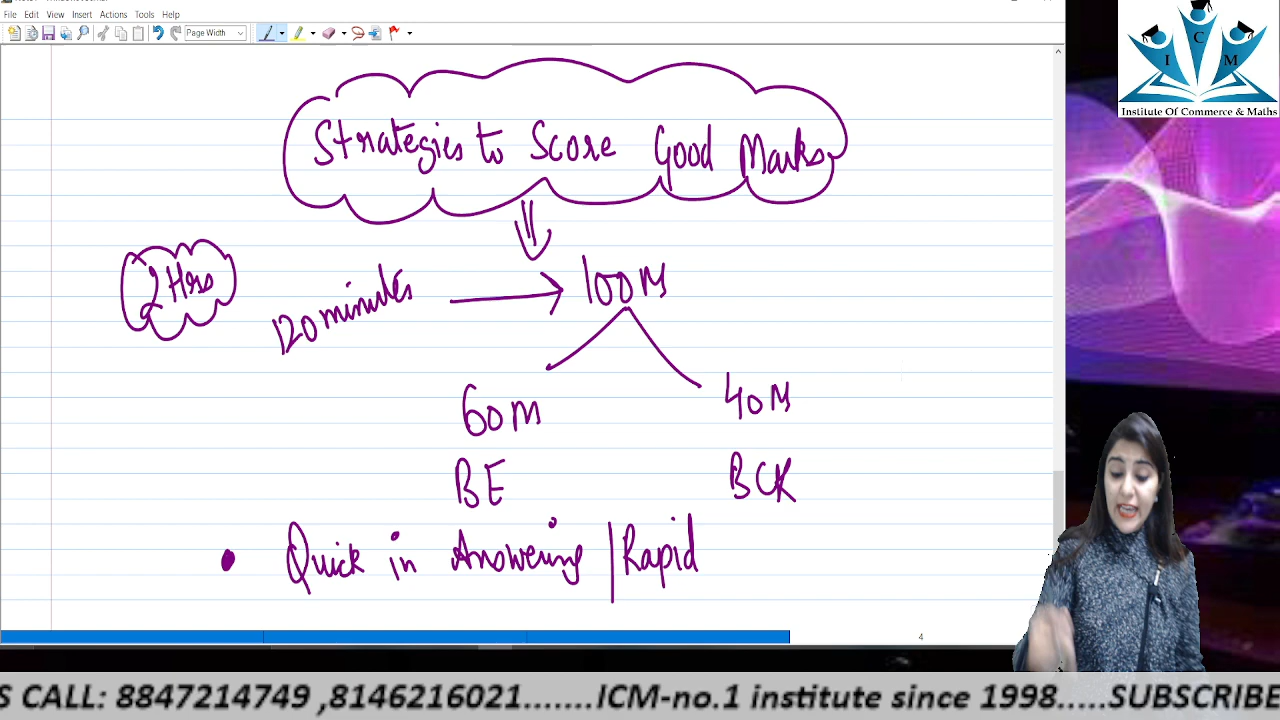 File Edit View Insert Actions Tools Help
Page Width
I C M
Institute Of Commerce & Maths
Strategies to Score Good Marks
2 Hrs
120 minutes → 100M
60M 40M
BE BCK
• Quick in Answering / Rapid
4
S CALL: 8847214749 ,8146216021.......ICM-no.1 institute since 1998.....SUBSCRIBE